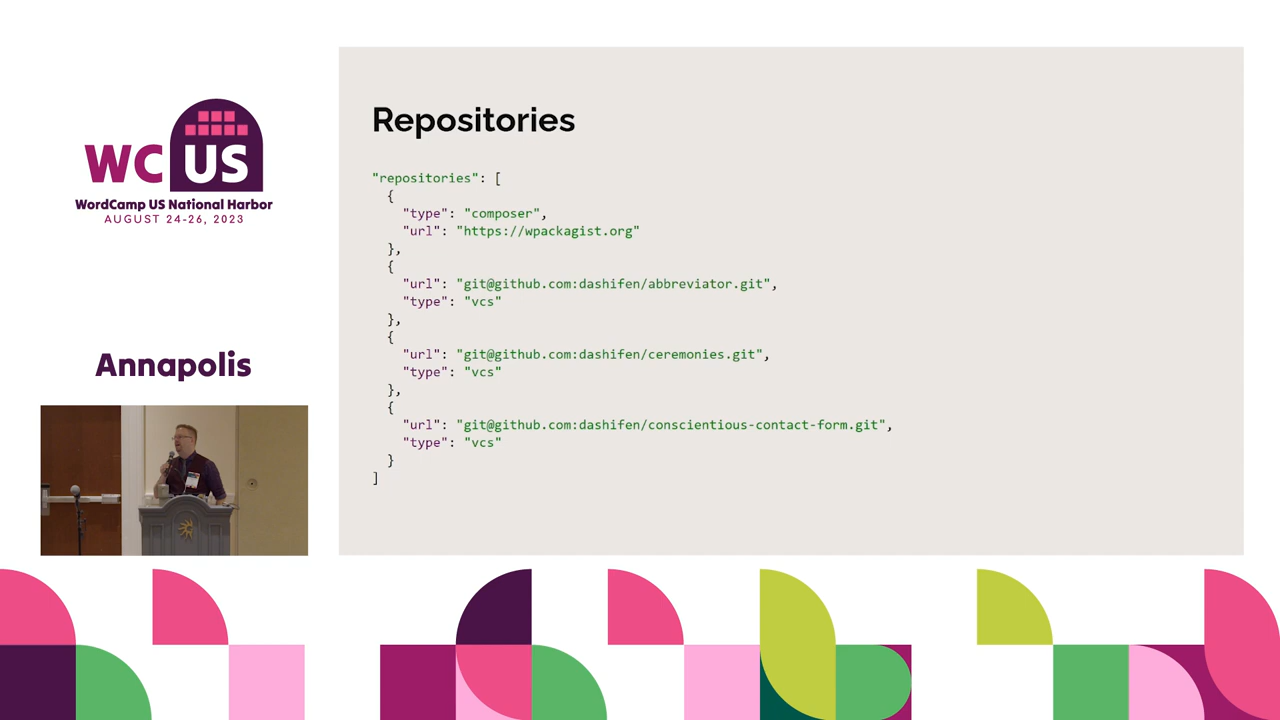 WC US
WordCamp US National Harbor
AUGUST 24-26, 2023
Annapolis
Repositories
"repositories": [
  {
    "type": "composer",
    "url": "https://wpackagist.org"
  },
  {
    "url": "git@github.com:dashifen/abbreviator.git",
    "type": "vcs"
  },
  {
    "url": "git@github.com:dashifen/ceremonies.git",
    "type": "vcs"
  },
  {
    "url": "git@github.com:dashifen/conscientious-contact-form.git",
    "type": "vcs"
  }
]